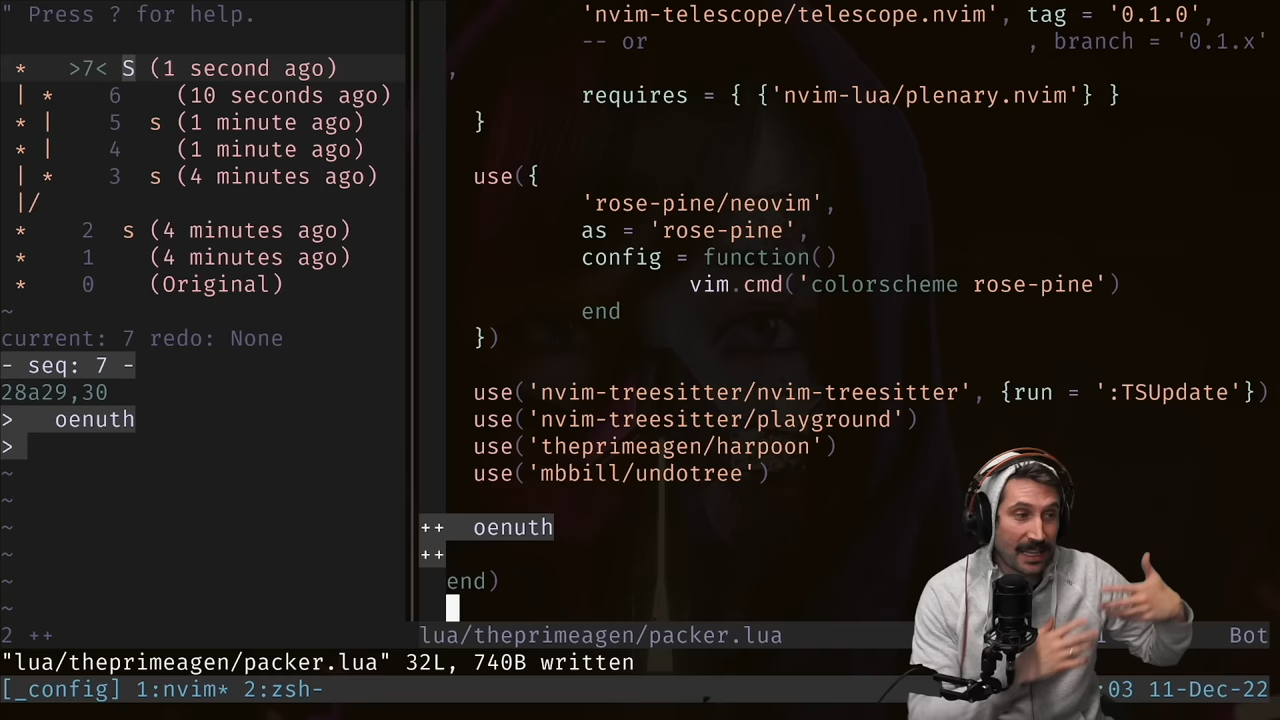 " Press ? for help.
*    >7< S (1 second ago)
| *    6   (10 seconds ago)
* |    5 s (1 minute ago)
* |    4   (1 minute ago)
| *    3 s (4 minutes ago)
|/
*    2 s (4 minutes ago)
*    1   (4 minutes ago)
*    0   (Original)
~
current: 7 redo: None
- seq: 7 -
28a29,30
>   oenuth
>
~
~
~
~
~
~
2 ++
'nvim-telescope/telescope.nvim', tag = '0.1.0',
-- or                            , branch = '0.1.x'
,
requires = { {'nvim-lua/plenary.nvim'} }
}
use({
'rose-pine/neovim',
as = 'rose-pine',
config = function()
vim.cmd('colorscheme rose-pine')
end
})
use('nvim-treesitter/nvim-treesitter', {run = ':TSUpdate'})
use('nvim-treesitter/playground')
use('theprimeagen/harpoon')
use('mbbill/undotree')
++  oenuth
++
end)
lua/theprimeagen/packer.lua
Bot
"lua/theprimeagen/packer.lua" 32L, 740B written
[_config] 1:nvim* 2:zsh-
:03 11-Dec-22